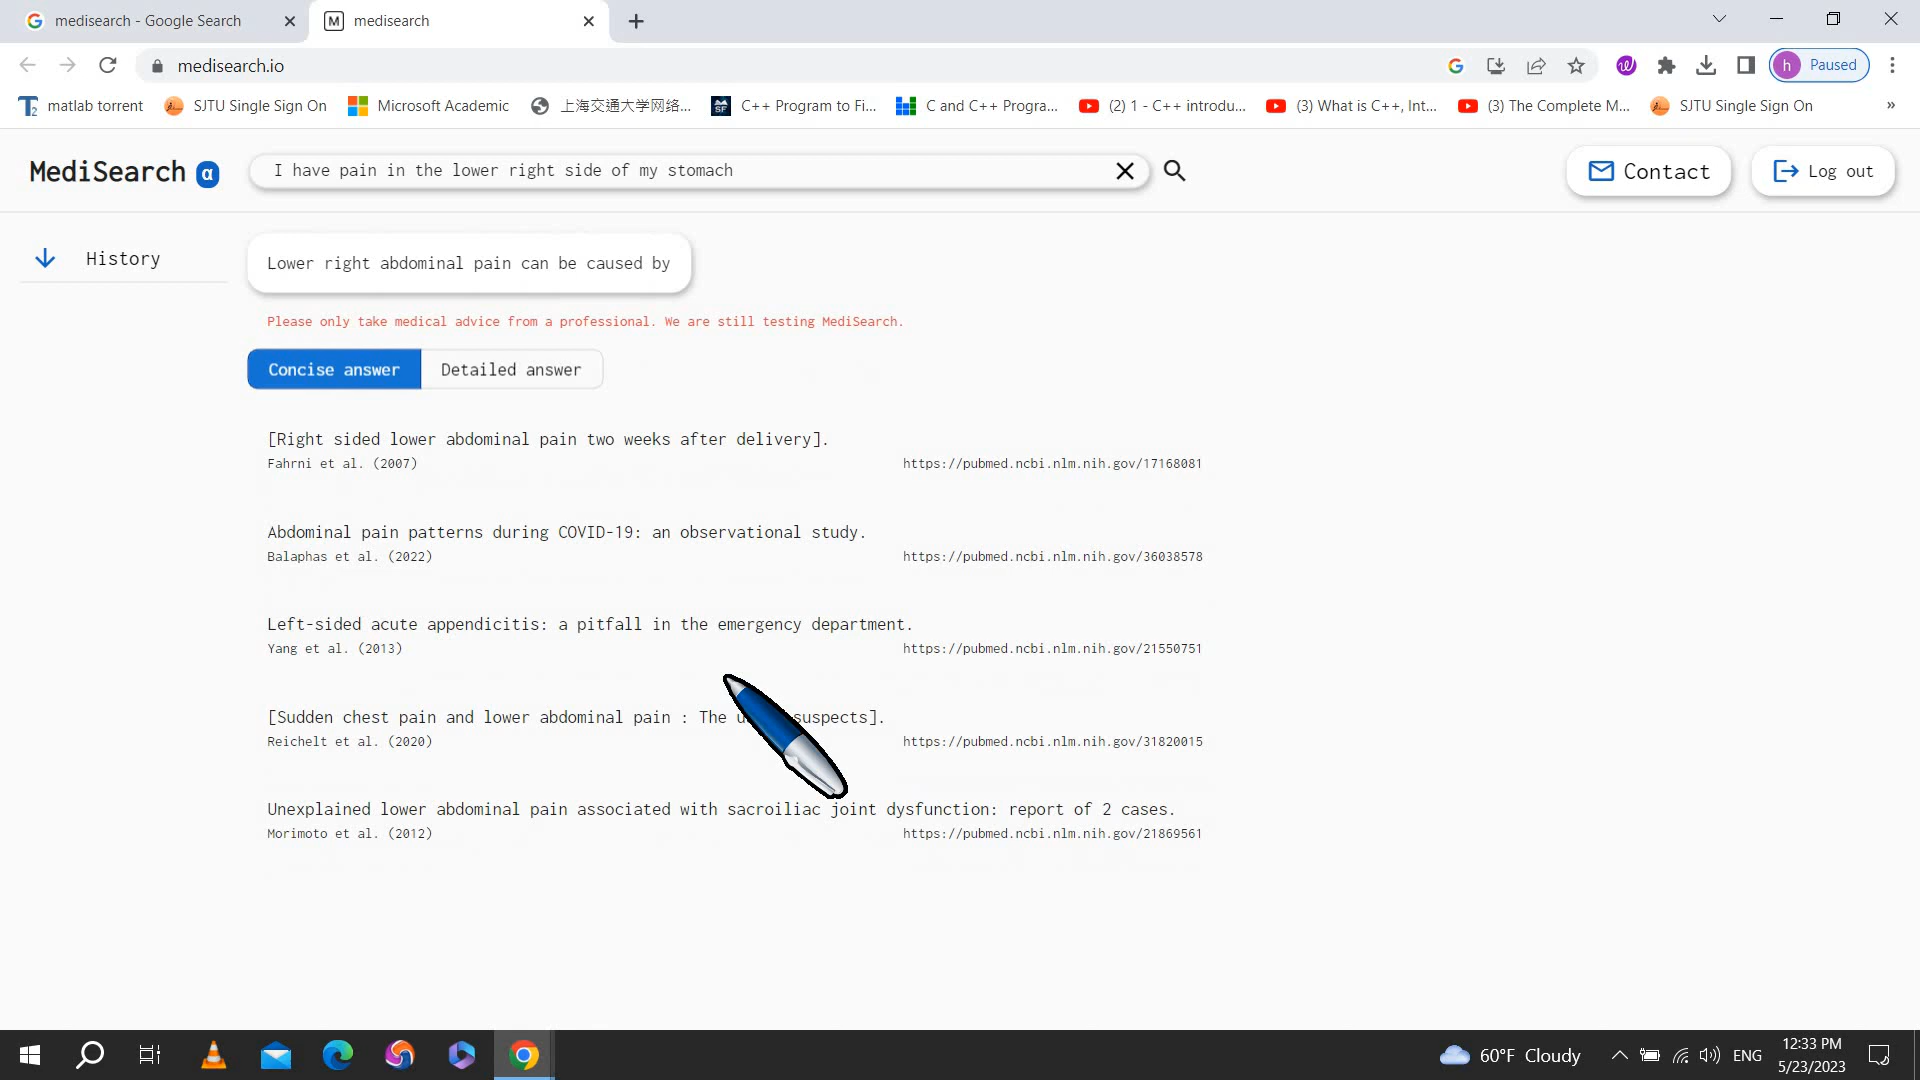 medisearch - Google Search
medisearch
medisearch.io
h Paused
matlab torrent SJTU Single Sign On Microsoft Academic 上海交通大学网络... C++ Program to Fi... C and C++ Progra... (2) 1 - C++ introdu... (3) What is C++, Int... (3) The Complete M... SJTU Single Sign On »
MediSearch α
I have pain in the lower right side of my stomach
Contact
Log out
History
Lower right abdominal pain can be caused by
Please only take medical advice from a professional. We are still testing MediSearch.
Concise answer Detailed answer
[Right sided lower abdominal pain two weeks after delivery].
Fahrni et al. (2007) https://pubmed.ncbi.nlm.nih.gov/17168081
Abdominal pain patterns during COVID-19: an observational study.
Balaphas et al. (2022) https://pubmed.ncbi.nlm.nih.gov/36038578
Left-sided acute appendicitis: a pitfall in the emergency department.
Yang et al. (2013) https://pubmed.ncbi.nlm.nih.gov/21550751
[Sudden chest pain and lower abdominal pain : The suspects].
Reichelt et al. (2020) https://pubmed.ncbi.nlm.nih.gov/31820015
Unexplained lower abdominal pain associated with sacroiliac joint dysfunction: report of 2 cases.
Morimoto et al. (2012) https://pubmed.ncbi.nlm.nih.gov/21869561
60°F Cloudy
ENG
12:33 PM
5/23/2023